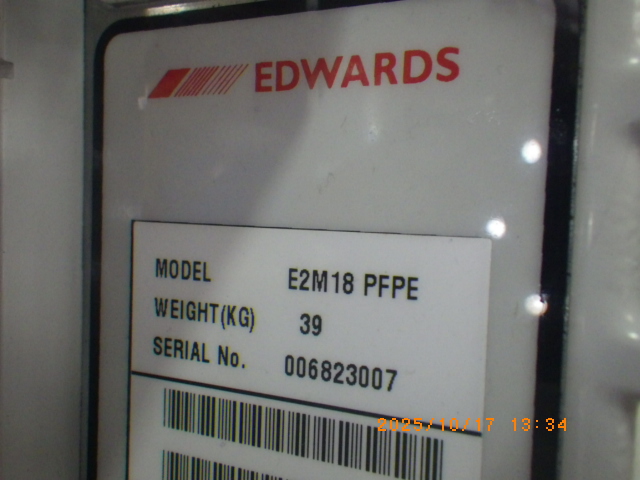 EDWARDS
MODEL E2M18 PFPE
WEIGHT(KG) 39
SERIAL No. 006823007
2025/10/17 13:34